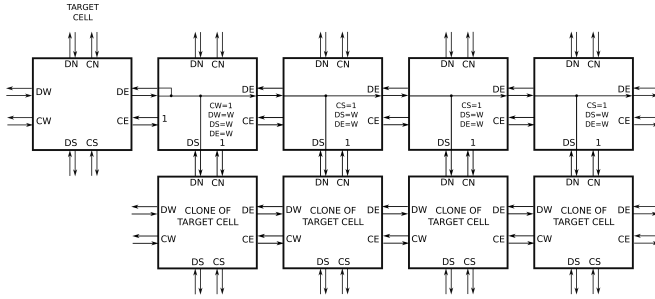 TARGET
CELL
DN CN
DN CN
DN CN
DN CN
DN CN
DW DE
DE
DE
DE
DE
CW CE
1 CW=1 CE
DW=W
DS=W
DE=W
CS=1 CE
DS=W
DE=W
CS=1 CE
DS=W
DE=W
CS=1 CE
DS=W
DE=W
DS CS
DS 1
DS 1
DS 1
DS 1
DN CN
DN CN
DN CN
DN CN
DW CLONE OF DE
TARGET CELL
CW CE
DW CLONE OF DE
TARGET CELL
CW CE
DW CLONE OF DE
TARGET CELL
CW CE
DW CLONE OF DE
TARGET CELL
CW CE
DS CS
DS CS
DS CS
DS CS